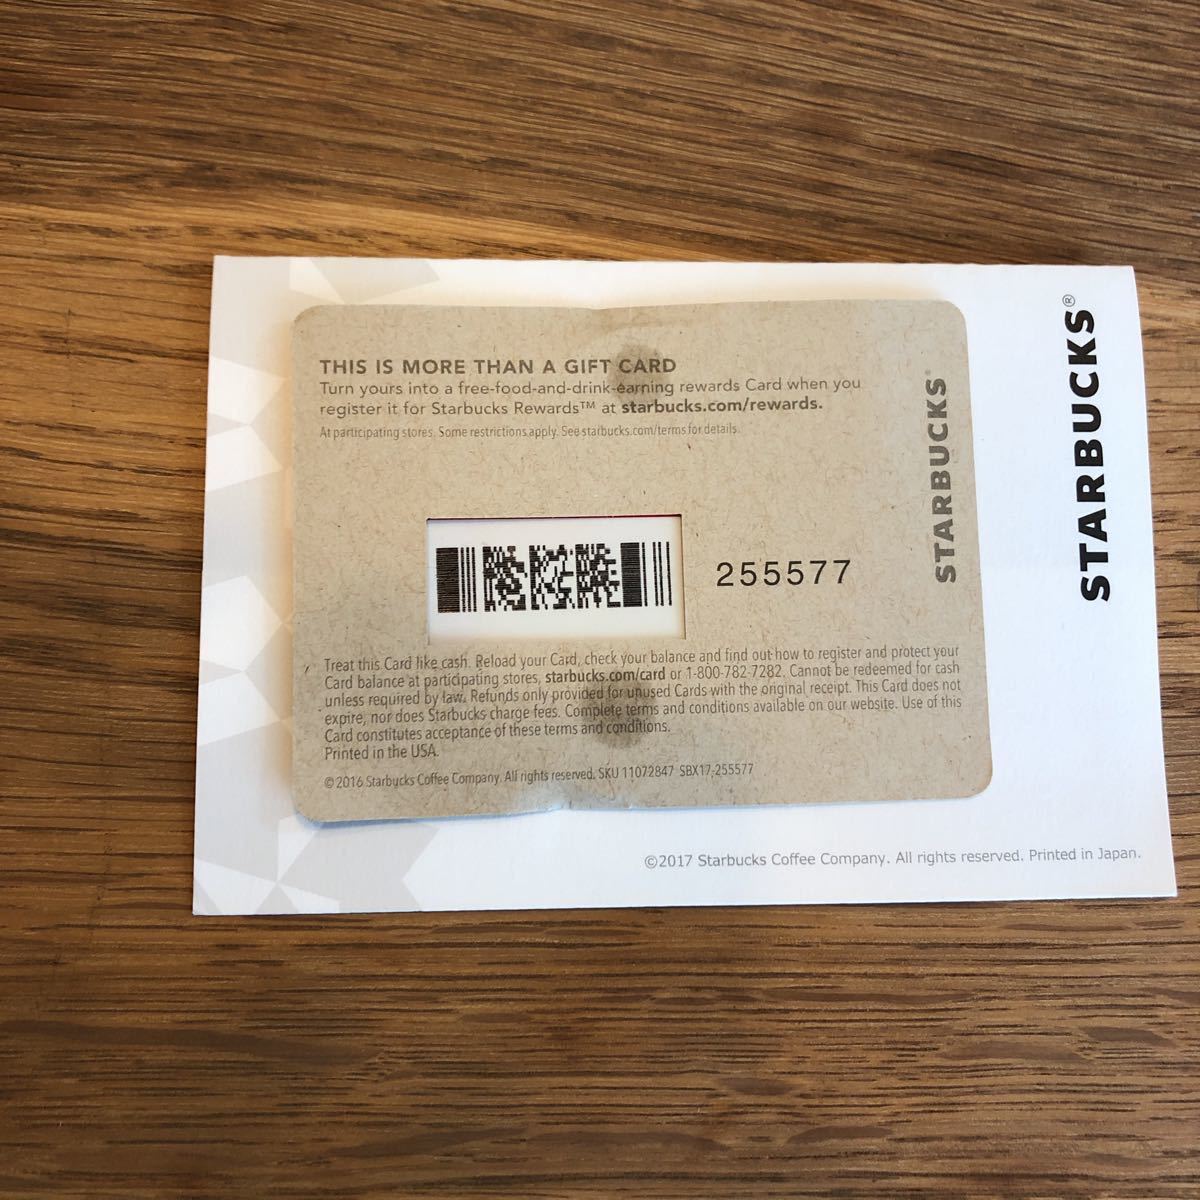 THIS IS MORE THAN A GIFT CARD
Turn yours into a free-food-and-drink-earning rewards Card when you
register it for Starbucks Rewards™ at starbucks.com/rewards.
At participating stores. Some restrictions apply. See starbucks.com/terms for details.
255577
STARBUCKS®
Treat this Card like cash. Reload your Card, check your balance and find out how to register and protect your
Card balance at participating stores, starbucks.com/card or 1-800-782-7282. Cannot be redeemed for cash
unless required by law. Refunds only provided for unused Cards with the original receipt. This Card does not
expire, nor does Starbucks charge fees. Complete terms and conditions available on our website. Use of this
Card constitutes acceptance of these terms and conditions.
Printed in the USA.
©2016 Starbucks Coffee Company. All rights reserved. SKU 11072847 SBX17-255577
STARBUCKS®
©2017 Starbucks Coffee Company. All rights reserved. Printed in Japan.